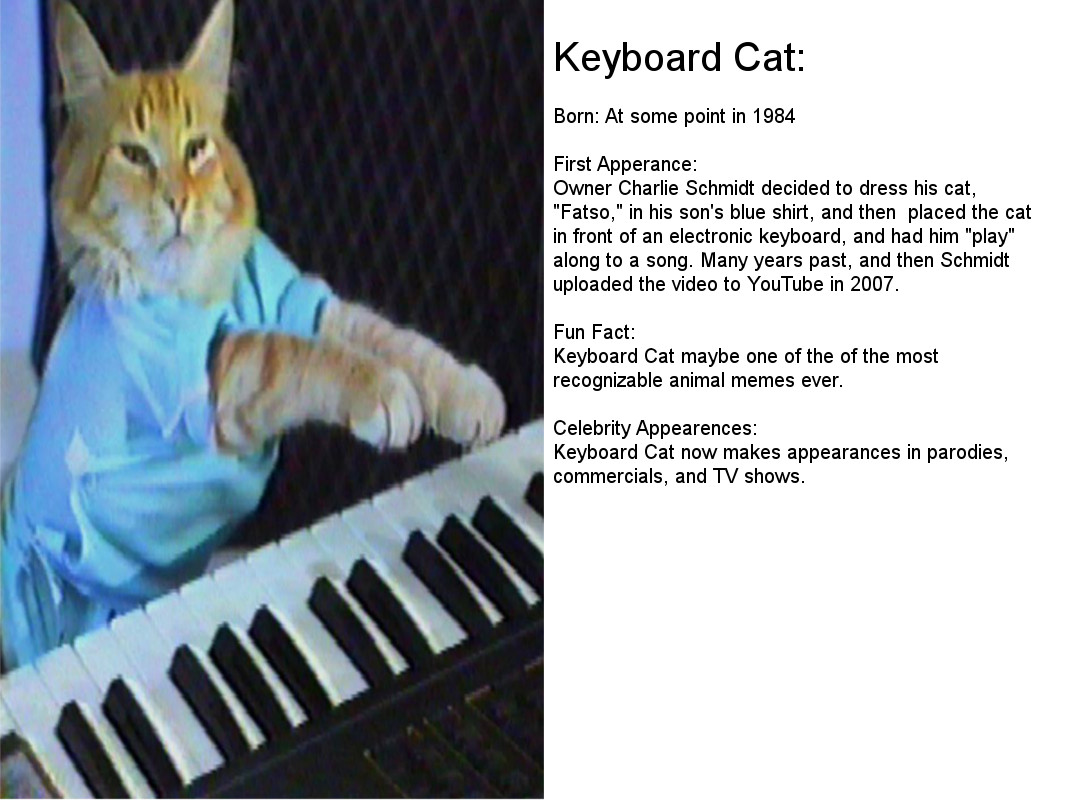 Keyboard Cat:
Born: At some point in 1984
First Apperance:
Owner Charlie Schmidt decided to dress his cat,
"Fatso," in his son's blue shirt, and then  placed the cat
in front of an electronic keyboard, and had him "play"
along to a song. Many years past, and then Schmidt
uploaded the video to YouTube in 2007.
Fun Fact:
Keyboard Cat maybe one of the of the most
recognizable animal memes ever.
Celebrity Appearences:
Keyboard Cat now makes appearances in parodies,
commercials, and TV shows.